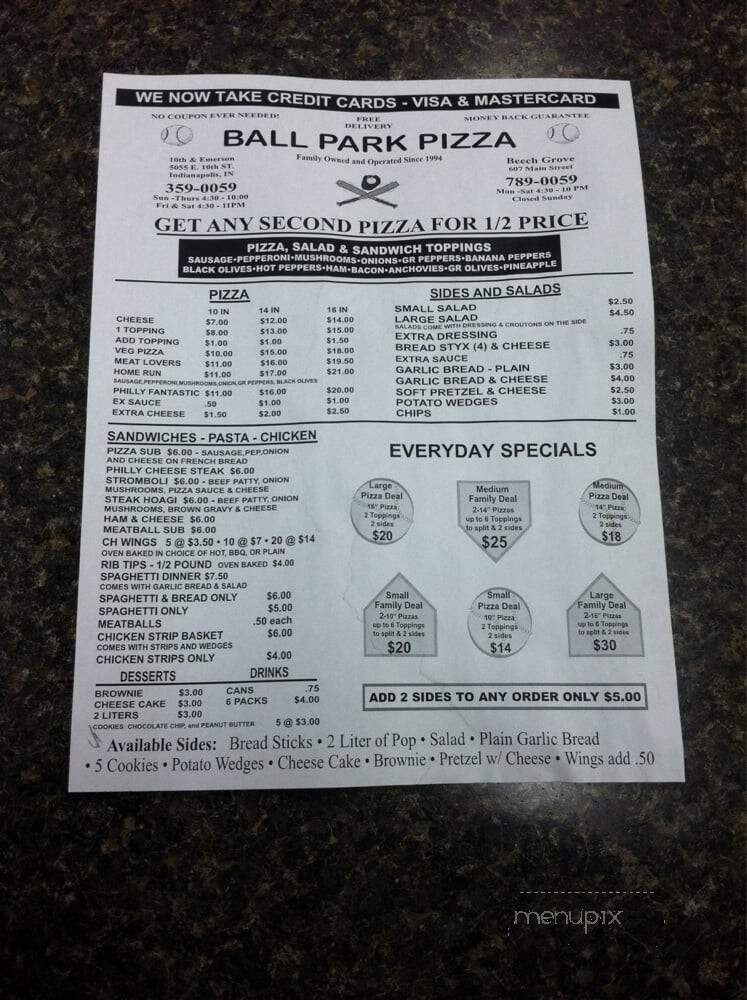 WE NOW TAKE CREDIT CARDS - VISA & MASTERCARD
NO COUPON EVER NEEDED! FREE DELIVERY MONEY BACK GUARANTEE
BALL PARK PIZZA
Family Owned and Operated Since 1994
10th & Emerson
5055 E. 10th ST.
Indianapolis, IN
359-0059
Sun -Thurs 4:30 - 10:00
Fri & Sat 4:30 - 11PM
Beech Grove
607 Main Street
789-0059
Mon -Sat 4:30 - 10 PM
Closed Sunday
GET ANY SECOND PIZZA FOR 1/2 PRICE
PIZZA, SALAD & SANDWICH TOPPINGS
SAUSAGE•PEPPERONI•MUSHROOMS•ONIONS•GR PEPPERS•BANANA PEPPERS
BLACK OLIVES•HOT PEPPERS•HAM•BACON•ANCHOVIES•GR OLIVES•PINEAPPLE
PIZZA
10 IN 14 IN 16 IN
CHEESE $7.00 $12.00 $14.00
1 TOPPING $8.00 $13.00 $15.00
ADD TOPPING $1.00 $1.00 $1.50
VEG PIZZA $10.00 $15.00 $18.00
MEAT LOVERS $11.00 $16.00 $19.50
HOME RUN $11.00 $17.00 $21.00
SAUSAGE,PEPPERONI,MUSHROOMS,ONION,GR PEPPERS, BLACK OLIVES
PHILLY FANTASTIC $11.00 $16.00 $20.00
EX SAUCE .50 $1.00 $1.00
EXTRA CHEESE $1.50 $2.00 $2.50
SIDES AND SALADS
SMALL SALAD $2.50
LARGE SALAD $4.50
SALADS COME WITH DRESSING & CROUTONS ON THE SIDE
EXTRA DRESSING .75
BREAD STYX (4) & CHEESE $3.00
EXTRA SAUCE .75
GARLIC BREAD - PLAIN $3.00
GARLIC BREAD & CHEESE $4.00
SOFT PRETZEL & CHEESE $2.50
POTATO WEDGES $3.00
CHIPS $1.00
SANDWICHES - PASTA - CHICKEN
PIZZA SUB $6.00 - SAUSAGE,PEP,ONION
AND CHEESE ON FRENCH BREAD
PHILLY CHEESE STEAK $6.00
STROMBOLI $6.00 - BEEF PATTY, ONION
MUSHROOMS, PIZZA SAUCE & CHEESE
STEAK HOAGI $6.00 - BEEF PATTY, ONION
MUSHROOMS, BROWN GRAVY & CHEESE
HAM & CHEESE $6.00
MEATBALL SUB $6.00
CH WINGS 5 @ $3.50 • 10 @ $7 • 20 @ $14
OVEN BAKED IN CHOICE OF HOT, BBQ, OR PLAIN
RIB TIPS - 1/2 POUND OVEN BAKED $4.00
SPAGHETTI DINNER $7.50
COMES WITH GARLIC BREAD & SALAD
SPAGHETTI & BREAD ONLY $6.00
SPAGHETTI ONLY $5.00
MEATBALLS .50 each
CHICKEN STRIP BASKET $6.00
COMES WITH STRIPS AND WEDGES
CHICKEN STRIPS ONLY $4.00
DESSERTS DRINKS
BROWNIE $3.00 CANS .75
CHEESE CAKE $3.00 6 PACKS $4.00
2 LITERS $3.00
COOKIES: CHOCOLATE CHIP, and PEANUT BUTTER 5 @ $3.00
EVERYDAY SPECIALS
Large
Pizza Deal
16" Pizza
2 Toppings
2 sides
$20
Medium
Family Deal
2-14" Pizzas
up to 6 Toppings
to split & 2 sides
$25
Medium
Pizza Deal
14" Pizza
2 Toppings
2 sides
$18
Small
Family Deal
2-10" Pizzas
up to 6 Toppings
to split & 2 sides
$20
Small
Pizza Deal
10" Pizza
2 Toppings
2 sides
$14
Large
Family Deal
2-16" Pizzas
up to 6 Toppings
to split & 2 sides
$30
ADD 2 SIDES TO ANY ORDER ONLY $5.00
Available Sides: Bread Sticks • 2 Liter of Pop • Salad • Plain Garlic Bread
• 5 Cookies • Potato Wedges • Cheese Cake • Brownie • Pretzel w/ Cheese • Wings add .50
menupix